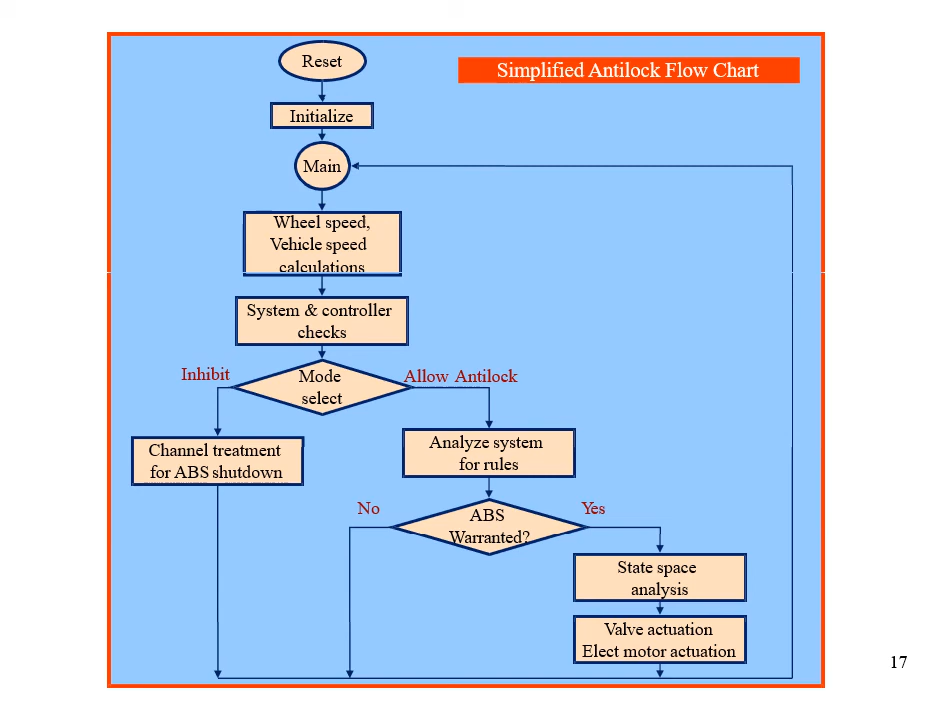 Reset
Simplified Antilock Flow Chart
Initialize
Main
Wheel speed,
Vehicle speed
calculations
System & controller
checks
Inhibit
Mode
select
Allow Antilock
Channel treatment
for ABS shutdown
Analyze system
for rules
No
ABS
Warranted?
Yes
State space
analysis
Valve actuation
Elect motor actuation
17